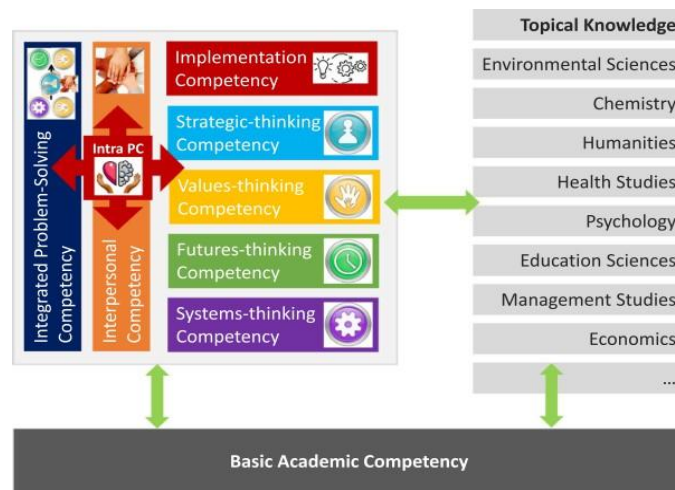 Integrated Problem-Solving
Competency
Interpersonal
Competency
Intra PC
Implementation
Competency
Strategic-thinking
Competency
Values-thinking
Competency
Futures-thinking
Competency
Systems-thinking
Competency
Topical Knowledge
Environmental Sciences
Chemistry
Humanities
Health Studies
Psychology
Education Sciences
Management Studies
Economics
...
Basic Academic Competency